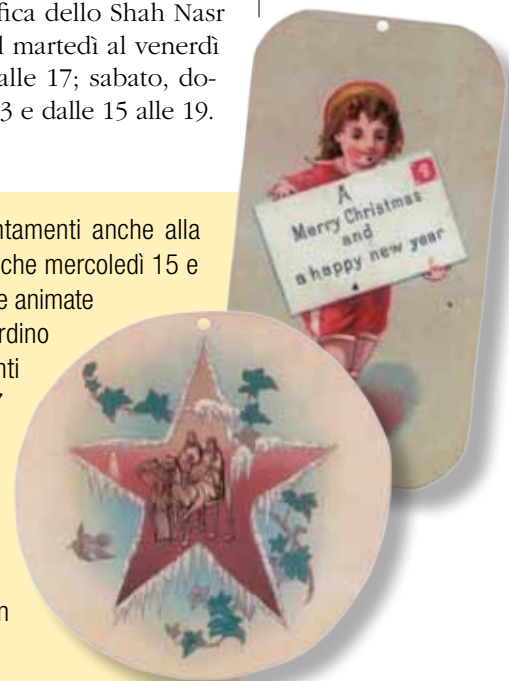 fica dello Shah Nasr
l martedì al venerdì
alle 17; sabato, do-
3 e dalle 15 alle 19.
ntamenti anche alla
che mercoledì 15 e
e animate
rdino
nti
A
Merry Christmas
and
a happy new year